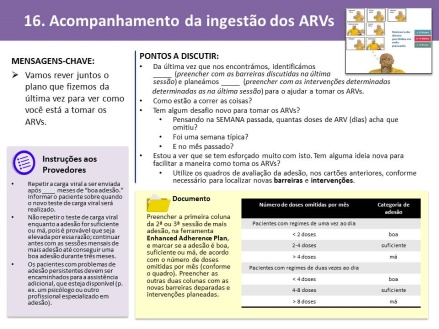 16. Acompanhamento da ingestão dos ARVs
MENSAGENS-CHAVE:
➢ Vamos rever juntos o
plano que fizemos da
última vez para ver como
você está a tomar os
ARVs.
PONTOS A DISCUTIR:
• Da última vez que nos encontrámos, identificámos
_____ (preencher com as barreiras discutidas na última
sessão) e planeámos _____ (preencher com as intervenções determinadas
determinadas as na última sessão) para o ajudar a tomar os ARVs.
• Como estão a correr as coisas?
• Tem algum desafio novo para tomar os ARVs?
• Pensando na SEMANA passada, quantas doses de ARV (dias) acha que
omitiu?
• Foi uma semana típica?
• E no mês passado?
• Estou a ver que se tem esforçado muito com isto. Tem alguma ideia nova para
facilitar a maneira como toma os ARVs?
• Utilize os quadros de avaliação da adesão, nos cartões anteriores, conforme
necessário para localizar novas barreiras e intervenções.
Instruções aos
Provedores
• Repetir a carga viral a ser enviada
após ____ meses de “boa adesão.”
Informar o paciente sobre quando
o novo teste de carga viral será
realizado.
• Não repetir o teste de carga viral
enquanto a adesão for suficiente
ou má, pois é provável que seja
elevada por essa razão; continuar
antes com as sessões mensais de
mais adesão até conseguir uma
boa adesão durante três meses.
• Os pacientes com problemas de
adesão persistentes devem ser
encaminhados para a assistência
adicional, que esteja disponível (p.
ex. um psicólogo ou outro
profissional especializado em
adesão).
Documento
Preencher a primeira coluna
da 2ª ou 3ª sessão de mais
adesão, na ferramenta
Enhanced Adherence Plan,
e marcar se a adesão é boa,
suficiente ou má, de acordo
com o número de doses
omitidas por mês (conforme
o quadro). Preencher as
outras duas colunas com as
novas barreiras deparadas e
intervenções planeadas.
Número de doses omitidas por mês Categoria de
adesão
Pacientes com regimes de uma vez ao dia
< 2 doses boa
2-4 doses suficiente
> 4 doses má
Pacientes com regimes de duas vezes ao dia
< 4 doses boa
4-8 doses suficiente
> 8 doses má